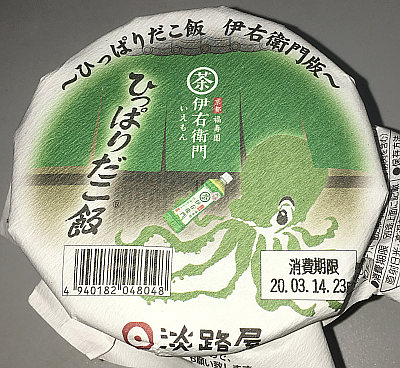 ～ひっぱりだこ飯 伊右衛門版～
茶
京都 福寿園
伊右衛門
いえもん
ひっぱりだこ飯®
茶
消費期限
20.03.14.23
4 940182 048048
淡路屋